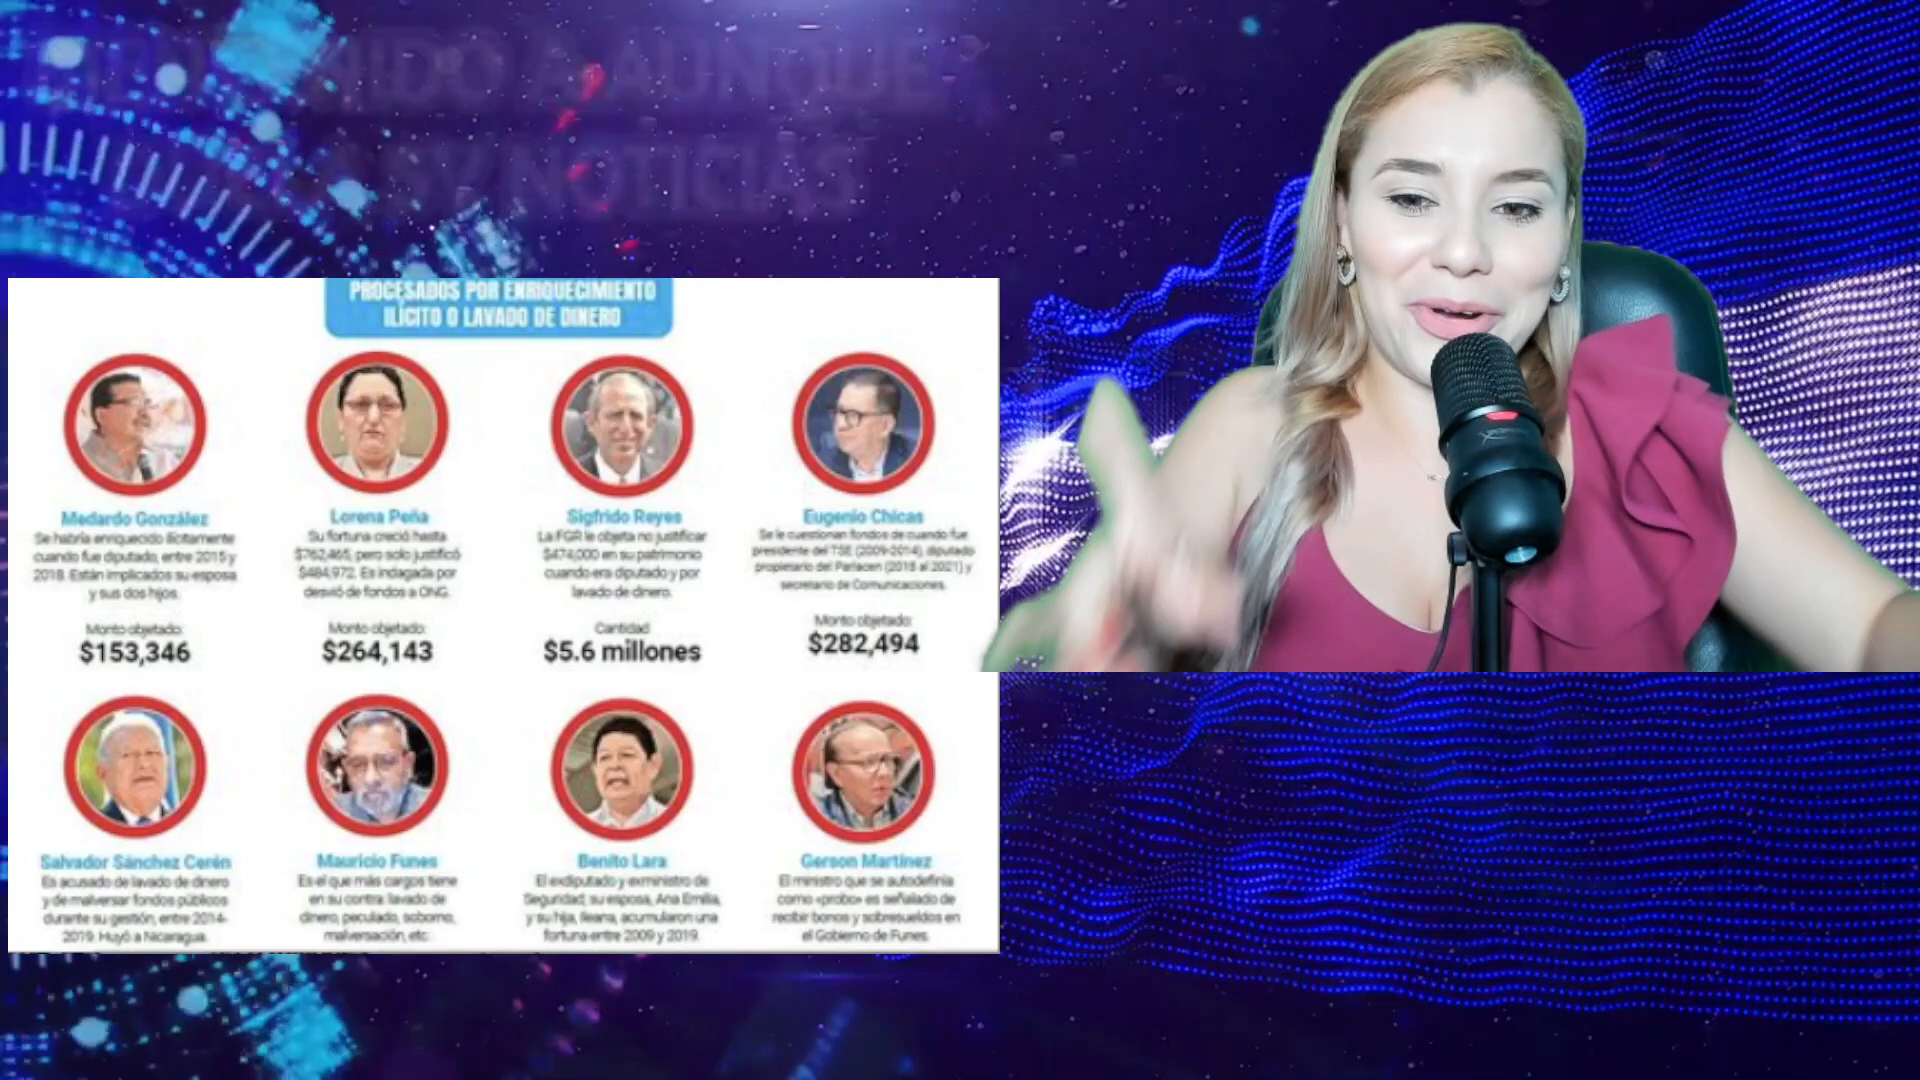 BIENVENIDO A AUNQUE
SV NOTICIAS
PROCESADOS POR ENRIQUECIMIENTO
ILÍCITO O LAVADO DE DINERO
Medardo González
Se habría enriquecido ilícitamente
cuando fue diputado, entre 2015 y
2018. Están implicados su esposa
y sus dos hijos.
Monto objetado:
$153,346
Lorena Peña
Su fortuna creció hasta
$762,465, pero solo justificó
$484,972. Es indagada por
desvío de fondos a ONG.
Monto objetado:
$264,143
Sigfrido Reyes
La FGR le objeta no justificar
$474,000 en su patrimonio
cuando era diputado y por
lavado de dinero.
Cantidad
$5.6 millones
Eugenio Chicas
Se le cuestionan fondos de cuando fue
presidente del TSE (2009-2014), diputado
propietario del Parlacen (2016 al 2021) y
secretario de Comunicaciones.
Monto objetado:
$282,494
Salvador Sánchez Cerén
Es acusado de lavado de dinero
y de malversar fondos públicos
durante su gestión, entre 2014-
2019. Huyó a Nicaragua.
Mauricio Funes
Es el que más cargos tiene
en su contra: lavado de
dinero, peculado, soborno,
malversación, etc.
Benito Lara
El exdiputado y exministro de
Seguridad, su esposa, Ana Emilia,
y su hija, Ileana, acumularon una
fortuna entre 2009 y 2019.
Gerson Martínez
El ministro que se autodefinía
como «probo» es señalado de
recibir bonos y sobresueldos en
el Gobierno de Funes.